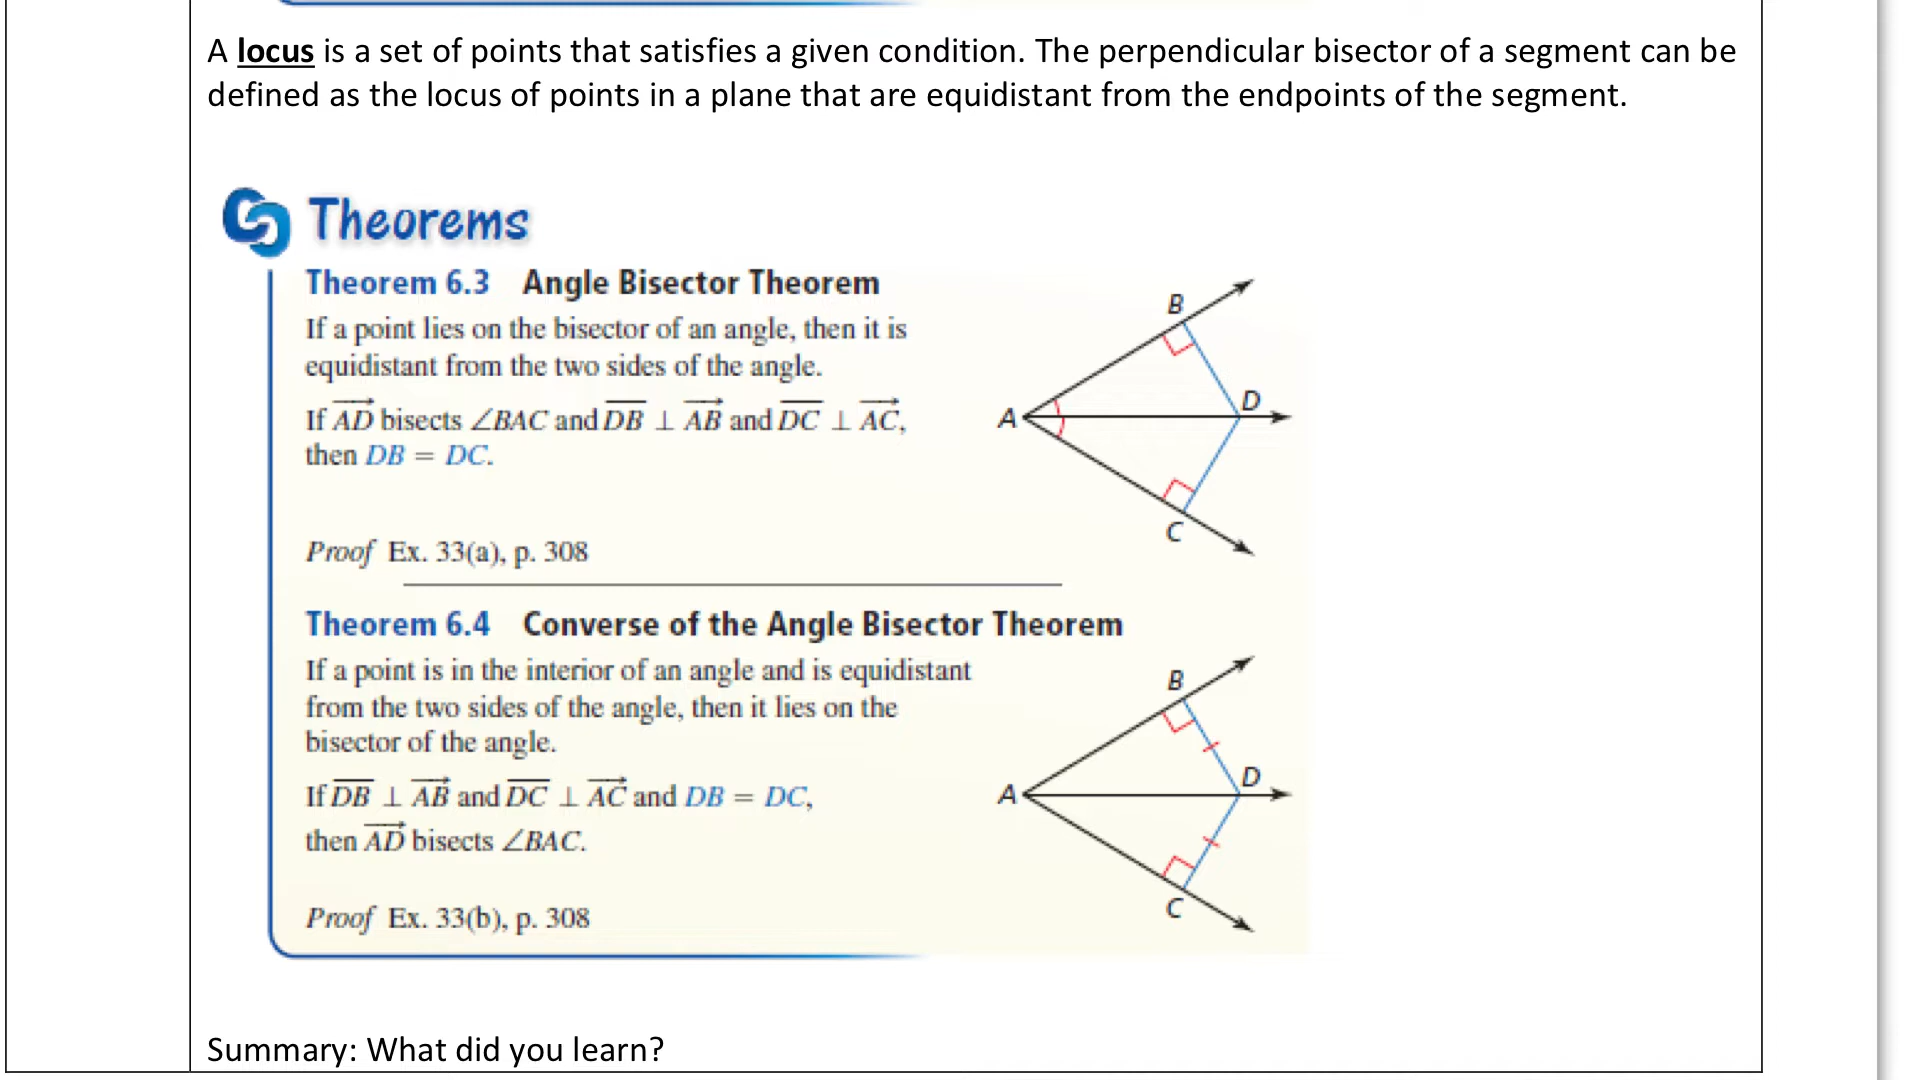 A locus is a set of points that satisfies a given condition. The perpendicular bisector of a segment can be
defined as the locus of points in a plane that are equidistant from the endpoints of the segment.
Theorems
Theorem 6.3 Angle Bisector Theorem
If a point lies on the bisector of an angle, then it is
equidistant from the two sides of the angle.
If AD bisects ∠BAC and DB ⊥ AB and DC ⊥ AC,
then DB = DC.
Proof Ex. 33(a), p. 308
B
D
A
C
Theorem 6.4 Converse of the Angle Bisector Theorem
If a point is in the interior of an angle and is equidistant
from the two sides of the angle, then it lies on the
bisector of the angle.
If DB ⊥ AB and DC ⊥ AC and DB = DC,
then AD bisects ∠BAC.
Proof Ex. 33(b), p. 308
B
D
A
C
Summary: What did you learn?